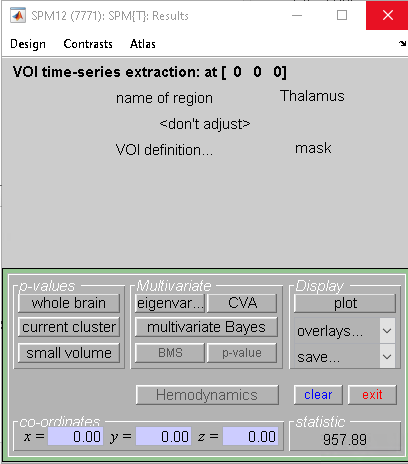 SPM12 (7771): SPM{T}: Results
Design Contrasts Atlas
VOI time-series extraction: at [ 0 0 0]
name of region Thalamus
<don't adjust>
VOI definition... mask
p-values Multivariate Display
whole brain eigenvar... CVA plot
current cluster multivariate Bayes overlays...
small volume BMS p-value save...
Hemodynamics clear exit
co-ordinates statistic
x = 0.00 y = 0.00 z = 0.00 957.89